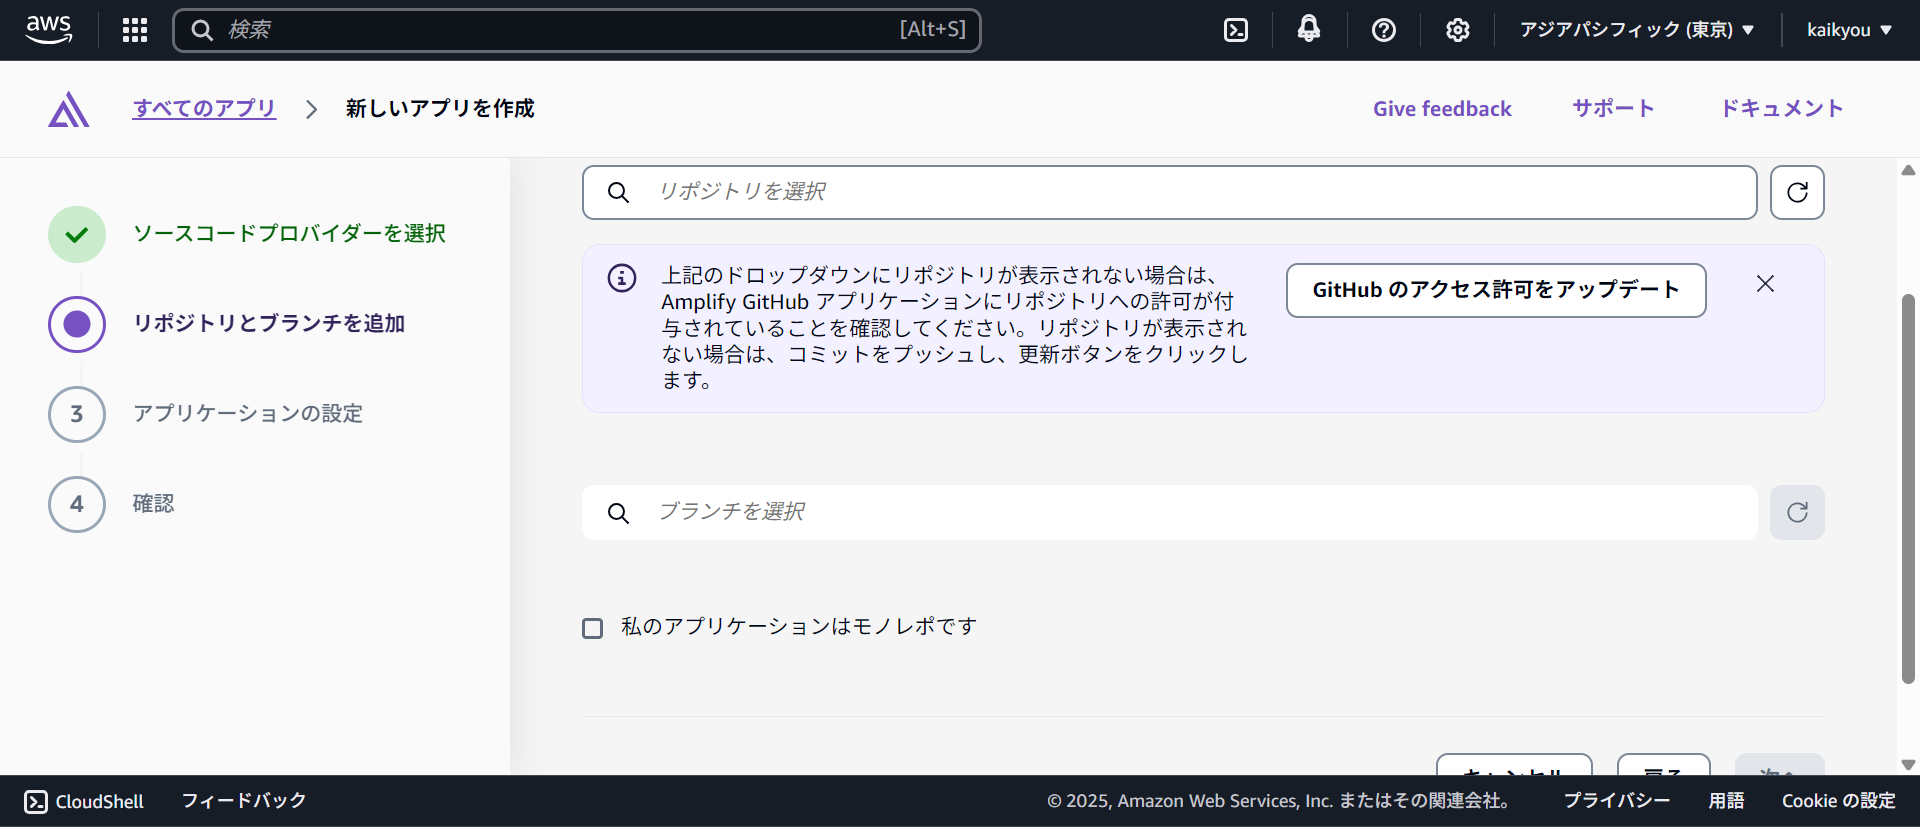 aws
検索
[Alt+S]
アジアパシフィック (東京)
kaikyou
すべてのアプリ
新しいアプリを作成
Give feedback
サポート
ドキュメント
ソースコードプロバイダーを選択
リポジトリとブランチを追加
3
アプリケーションの設定
4
確認
リポジトリを選択
上記のドロップダウンにリポジトリが表示されない場合は、
Amplify GitHub アプリケーションにリポジトリへの許可が付
与されていることを確認してください。リポジトリが表示され
ない場合は、コミットをプッシュし、更新ボタンをクリックし
ます。
GitHub のアクセス許可をアップデート
ブランチを選択
私のアプリケーションはモノレポです
キャンセル
戻る
次へ
CloudShell
フィードバック
© 2025, Amazon Web Services, Inc. またはその関連会社。
プライバシー
用語
Cookie の設定